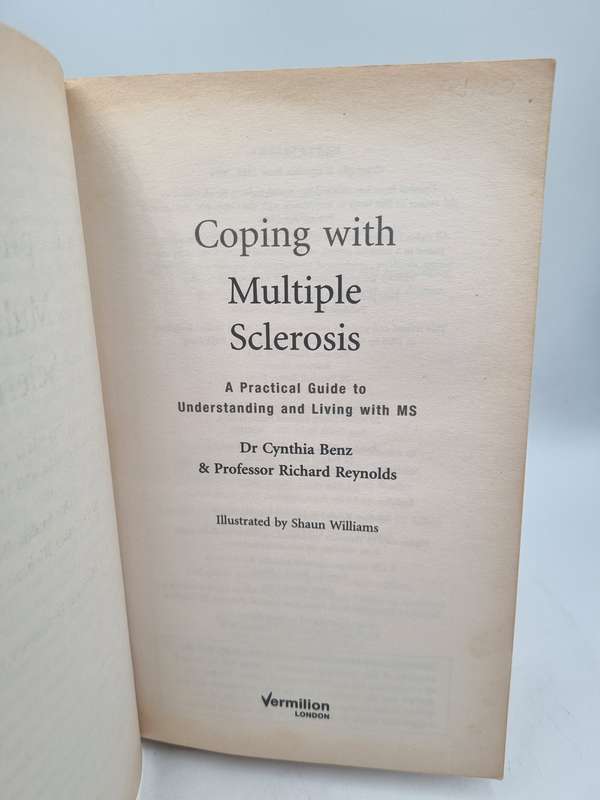 Coping with
Multiple
Sclerosis
A Practical Guide to
Understanding and Living with MS
Dr Cynthia Benz
& Professor Richard Reynolds
Illustrated by Shaun Williams
Vermilion
LONDON